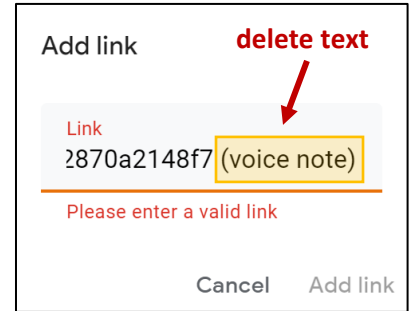 Add link
delete text
Link
2870a2148f7 (voice note)
Please enter a valid link
Cancel Add link